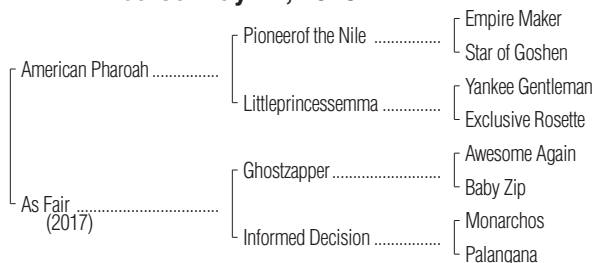 Empire Maker
Pioneerof the Nile ................
Star of Goshen
American Pharoah ...............
Yankee Gentleman
Littleprincessemma .............
Exclusive Rosette
Awesome Again
Ghostzapper ........................
Baby Zip
As Fair ................................
(2017)
Monarchos
Informed Decision ................
Palangana